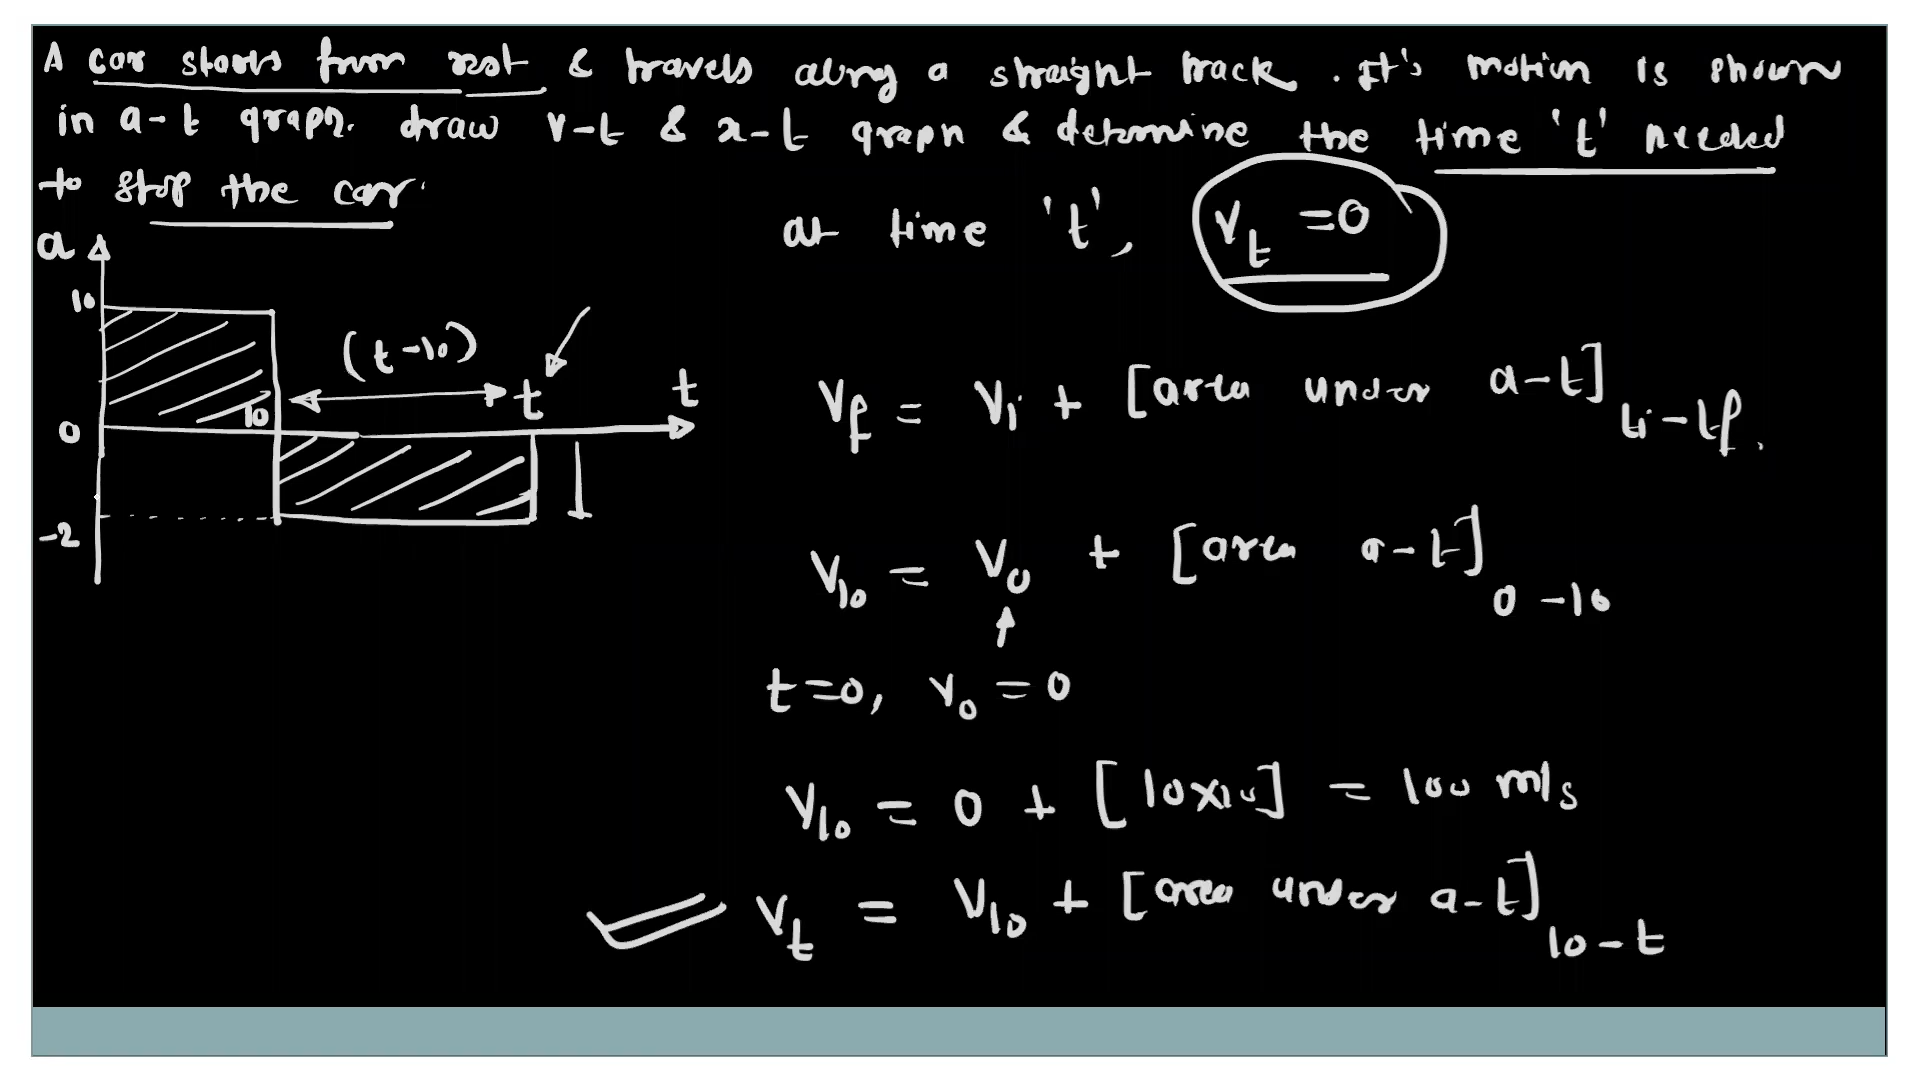 A car starts from rest & travels along a straight track. It's motion is shown
in a-t graph. draw v-t & x-t graph & determine the time 't' needed
to stop the car.
at time 't', Vt =0
a
10
(t-10)
t
t
10
0
-2
Vf = Vi + [area under a-t] ti-tf.
V10 = V0 + [area a-t] 0-10
t=0, V0 =0
V10 = 0 + [10x10] = 100 m/s
Vt = V10 + [area under a-t] 10-t